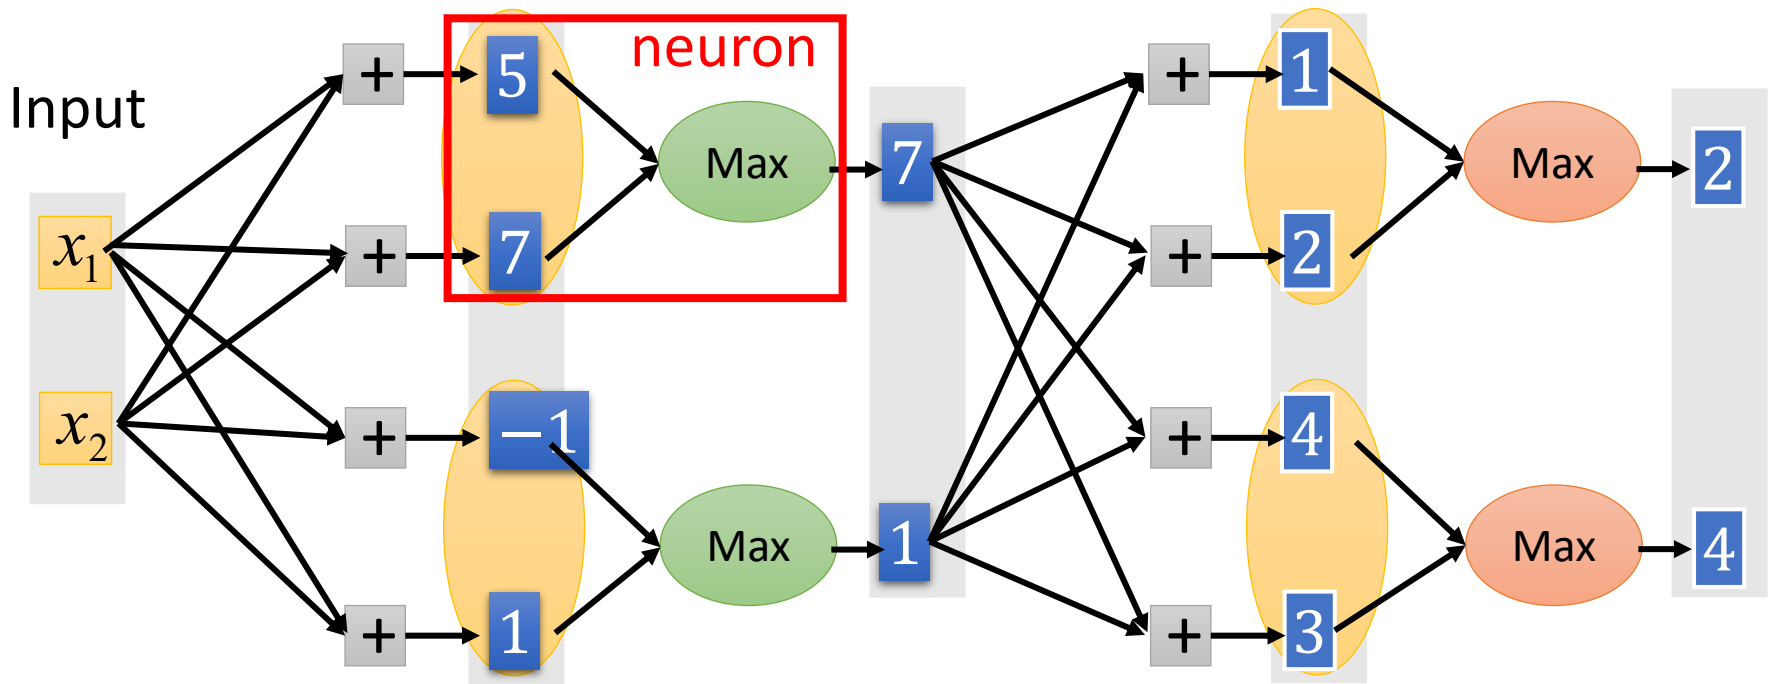 Input
x₁
x₂
+
+
+
+
neuron
5
7
−1
1
Max
Max
7
1
+
+
+
+
1
2
4
3
Max
Max
2
4